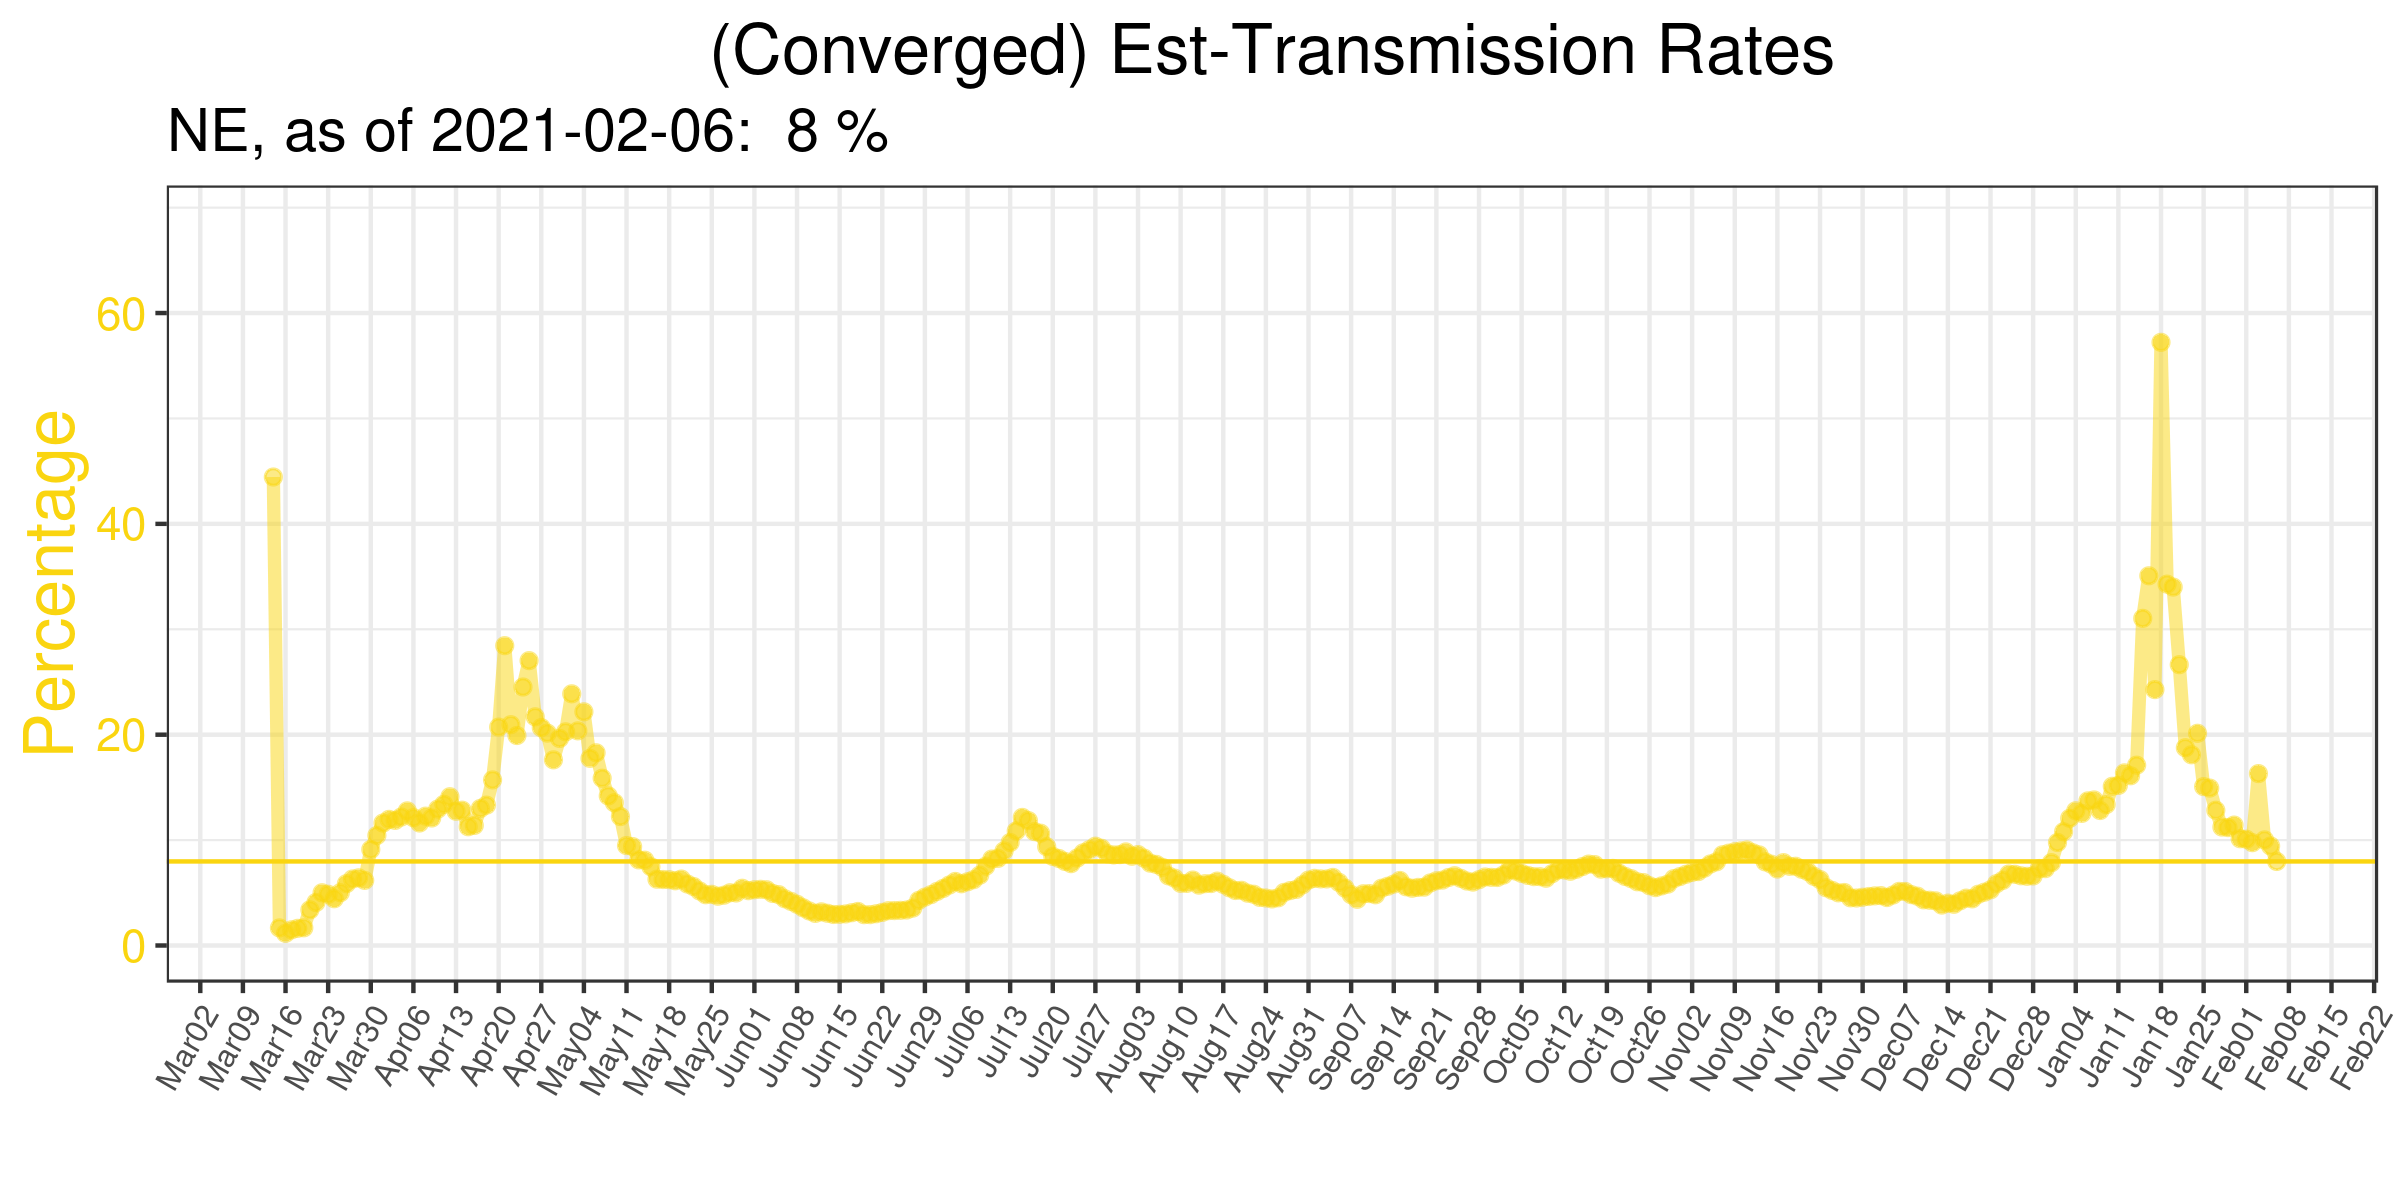 (Converged) Est-Transmission Rates
NE, as of 2021-02-06: 8 %
Percentage
60
40
20
0
Mar02
Mar09
Mar16
Mar23
Mar30
Apr06
Apr13
Apr20
Apr27
May04
May11
May18
May25
Jun01
Jun08
Jun15
Jun22
Jun29
Jul06
Jul13
Jul20
Jul27
Aug03
Aug10
Aug17
Aug24
Aug31
Sep07
Sep14
Sep21
Sep28
Oct05
Oct12
Oct19
Oct26
Nov02
Nov09
Nov16
Nov23
Nov30
Dec07
Dec14
Dec21
Dec28
Jan04
Jan11
Jan18
Jan25
Feb01
Feb08
Feb15
Feb22